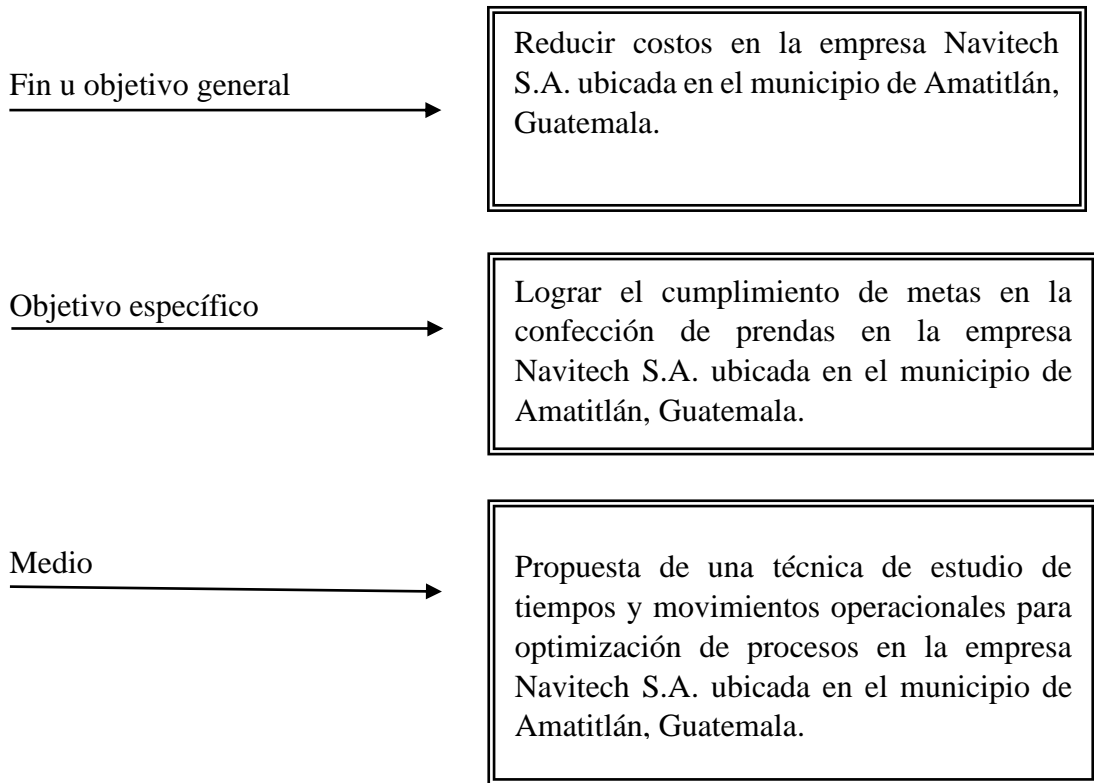 Fin u objetivo general
Reducir costos en la empresa Navitech
S.A. ubicada en el municipio de Amatitlán,
Guatemala.
Objetivo específico
Lograr el cumplimiento de metas en la
confección de prendas en la empresa
Navitech S.A. ubicada en el municipio de
Amatitlán, Guatemala.
Medio
Propuesta de una técnica de estudio de
tiempos y movimientos operacionales para
optimización de procesos en la empresa
Navitech S.A. ubicada en el municipio de
Amatitlán, Guatemala.